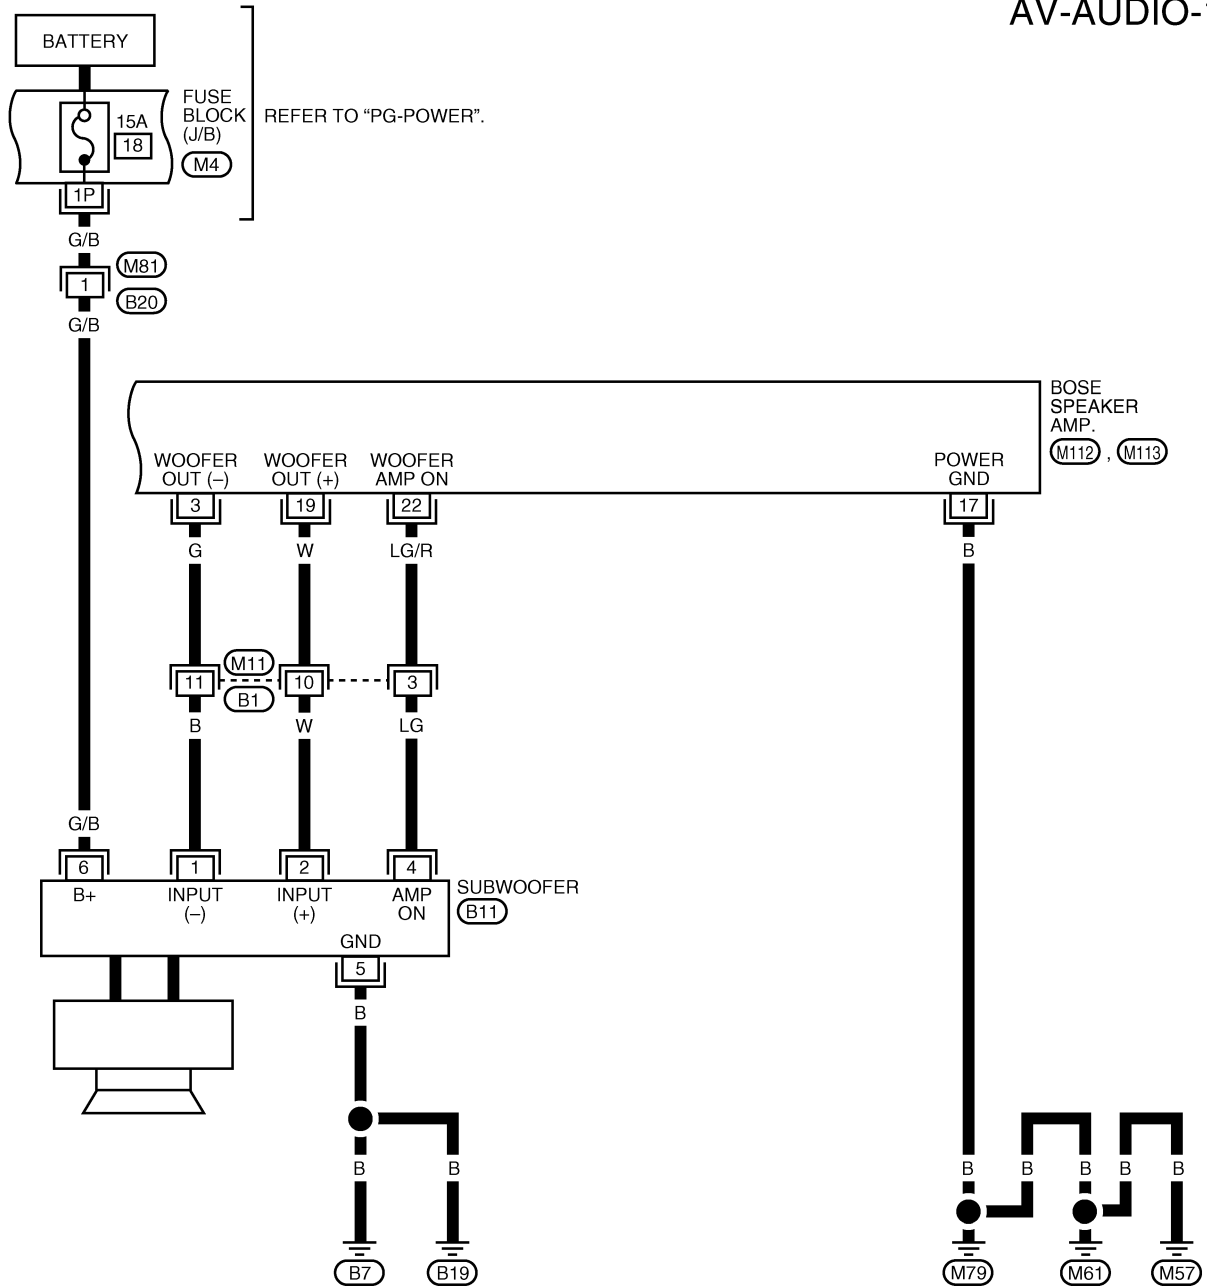 AV-AUDIO-
BATTERY
FUSE
BLOCK
(J/B)
M4
REFER TO “PG-POWER”.
15A
18
1P
G/B
M81
1
B20
G/B
BOSE
SPEAKER
AMP.
M112 , M113
WOOFER
OUT (–)
WOOFER
OUT (+)
WOOFER
AMP ON
POWER
GND
3 19 22 17
G W LG/R B
M11
11 10 3
B1
B W LG
G/B
6 1 2 4
B+
INPUT
(–)
INPUT
(+)
AMP
ON
SUBWOOFER
B11
GND
5
B
B B B B B B B
B7 B19 M79 M61 M57